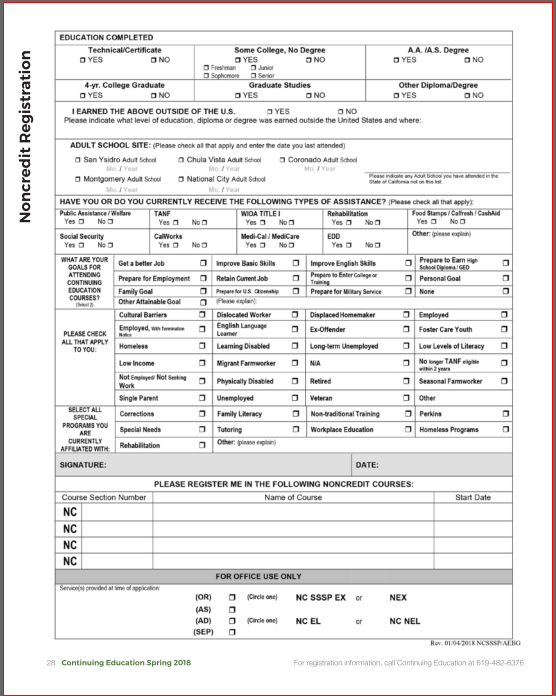 Noncredit Registration
EDUCATION COMPLETED
Technical/Certificate
☐ YES ☐ NO
Some College, No Degree
☐ YES ☐ NO
☐ Freshman ☐ Junior
☐ Sophomore ☐ Senior
A.A. /A.S. Degree
☐ YES ☐ NO
4-yr. College Graduate
☐ YES ☐ NO
Graduate Studies
☐ YES ☐ NO
Other Diploma/Degree
☐ YES ☐ NO
I EARNED THE ABOVE OUTSIDE OF THE U.S. ☐ YES ☐ NO
Please indicate what level of education, diploma or degree was earned outside the United States and where:
ADULT SCHOOL SITE: (Please check all that apply and enter the date you last attended)
☐ San Ysidro Adult School ☐ Chula Vista Adult School ☐ Coronado Adult School
Mo. / Year Mo. / Year Mo. / Year
☐ Montgomery Adult School ☐ National City Adult School
Mo. / Year Mo. / Year
Please indicate any Adult School you have attended in the
State of California not on this list
HAVE YOU OR DO YOU CURRENTLY RECEIVE THE FOLLOWING TYPES OF ASSISTANCE? (Please check all that apply):
Public Assistance / Welfare
Yes ☐ No ☐
TANF
Yes ☐ No ☐
WIOA TITLE I
Yes ☐ No ☐
Rehabilitation
Yes ☐ No ☐
Food Stamps / Calfresh / CashAid
Yes ☐ No ☐
Social Security
Yes ☐ No ☐
CalWorks
Yes ☐ No ☐
Medi-Cal / MediCare
Yes ☐ No ☐
EDD
Yes ☐ No ☐
Other: (please explain)
WHAT ARE YOUR
GOALS FOR
ATTENDING
CONTINUING
EDUCATION
COURSES?
(Select 2)
Get a better Job ☐
Improve Basic Skills ☐
Improve English Skills ☐
Prepare to Earn High
School Diploma / GED ☐
Prepare for Employment ☐
Retain Current Job ☐
Prepare to Enter College or
Training ☐
Personal Goal ☐
Family Goal ☐
Prepare for U.S. Citizenship ☐
Prepare for Military Service ☐
None ☐
Other Attainable Goal ☐
(Please explain):
PLEASE CHECK
ALL THAT APPLY
TO YOU:
Cultural Barriers ☐
Dislocated Worker ☐
Displaced Homemaker ☐
Employed ☐
Employed, With Termination
Notice ☐
English Language
Learner ☐
Ex-Offender ☐
Foster Care Youth ☐
Homeless ☐
Learning Disabled ☐
Long-term Unemployed ☐
Low Levels of Literacy ☐
Low Income ☐
Migrant Farmworker ☐
N/A ☐
No longer TANF eligible
within 2 years ☐
Not Employed/ Not Seeking
Work ☐
Physically Disabled ☐
Retired ☐
Seasonal Farmworker ☐
Single Parent ☐
Unemployed ☐
Veteran ☐
Other
SELECT ALL
SPECIAL
PROGRAMS YOU
ARE
CURRENTLY
AFFILIATED WITH:
Corrections ☐
Family Literacy ☐
Non-traditional Training ☐
Perkins ☐
Special Needs ☐
Tutoring ☐
Workplace Education ☐
Homeless Programs ☐
Rehabilitation ☐
Other: (please explain)
SIGNATURE: DATE:
PLEASE REGISTER ME IN THE FOLLOWING NONCREDIT COURSES:
Course Section Number Name of Course Start Date
NC
NC
NC
NC
FOR OFFICE USE ONLY
Service(s) provided at time of application:
(OR) ☐ (Circle one) NC SSSP EX or NEX
(AS) ☐
(AD) ☐ (Circle one) NC EL or NC NEL
(SEP) ☐
Rev. 01/04/2018 NCSSSP/AEBG
28 Continuing Education Spring 2018
For registration information, call Continuing Education at 619-482-6376